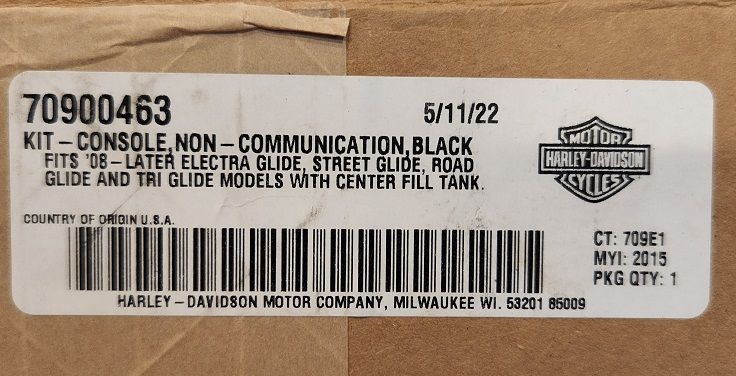 70900463 5/11/22
KIT-CONSOLE,NON-COMMUNICATION,BLACK
FITS '08-LATER ELECTRA GLIDE, STREET GLIDE, ROAD
GLIDE AND TRI GLIDE MODELS WITH CENTER FILL TANK.
MOTOR
HARLEY-DAVIDSON
CYCLES
COUNTRY OF ORIGIN U.S.A.
CT: 709E1
MYI: 2015
PKG QTY: 1
HARLEY-DAVIDSON MOTOR COMPANY, MILWAUKEE WI. 53201 85009